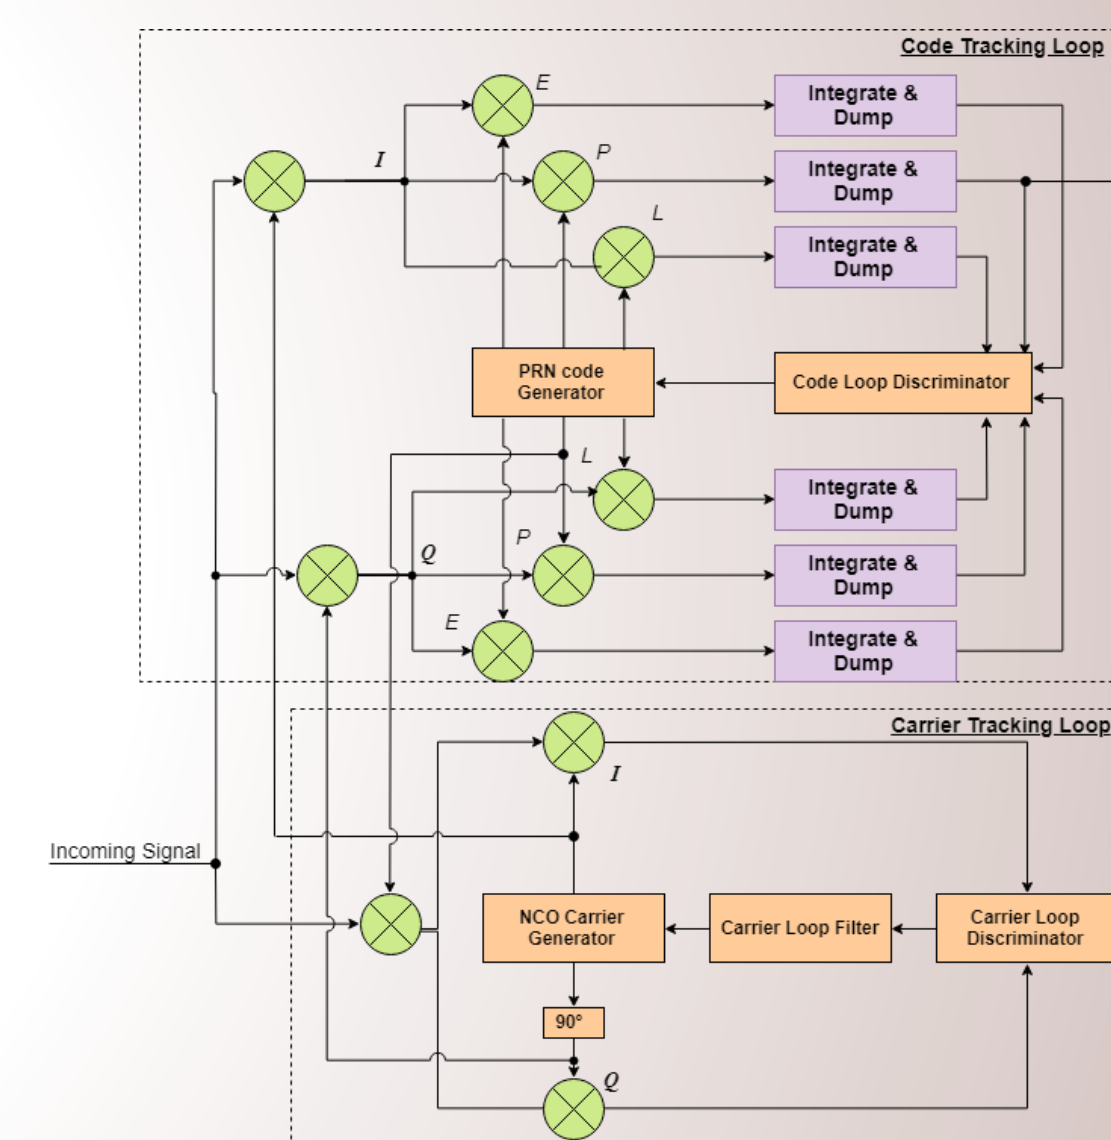 Code Tracking Loop
E
Integrate &
Dump
I
P
Integrate &
Dump
L
Integrate &
Dump
PRN code
Generator
Code Loop Discriminator
L
Integrate &
Dump
Q
P
Integrate &
Dump
E
Integrate &
Dump
Carrier Tracking Loop
I
Incoming Signal
NCO Carrier
Generator
Carrier Loop Filter
Carrier Loop
Discriminator
90°
Q